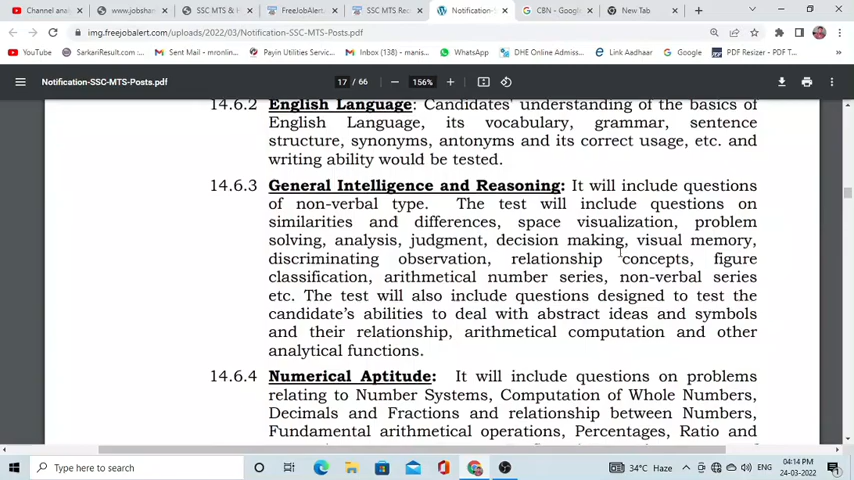 Channel anal
www.jobshar
SSC MTS & H
FreeJobAlert.
SSC MTS Rec
Notification-
CBN - Google
New Tab
img.freejobalert.com/uploads/2022/03/Notification-SSC-MTS-Posts.pdf
YouTube
SarkariResult.com :...
Sent Mail - mmonst...
Payin Utilities Servic...
Inbox (138) - manis...
WhatsApp
DHE Online Admissi...
Link Aadhaar
Google
PDF Resizer - Get D...
Notification-SSC-MTS-Posts.pdf
17 / 66
156%
14.6.2 English Language: Candidates' understanding of the basics of
English Language, its vocabulary, grammar, sentence
structure, synonyms, antonyms and its correct usage, etc. and
writing ability would be tested.
14.6.3 General Intelligence and Reasoning: It will include questions
of non-verbal type. The test will include questions on
similarities and differences, space visualization, problem
solving, analysis, judgment, decision making, visual memory,
discriminating observation, relationship concepts, figure
classification, arithmetical number series, non-verbal series
etc. The test will also include questions designed to test the
candidate's abilities to deal with abstract ideas and symbols
and their relationship, arithmetical computation and other
analytical functions.
14.6.4 Numerical Aptitude: It will include questions on problems
relating to Number Systems, Computation of Whole Numbers,
Decimals and Fractions and relationship between Numbers,
Fundamental arithmetical operations, Percentages, Ratio and
Type here to search
34°C Haze
ENG
04:14 PM
24-03-2022